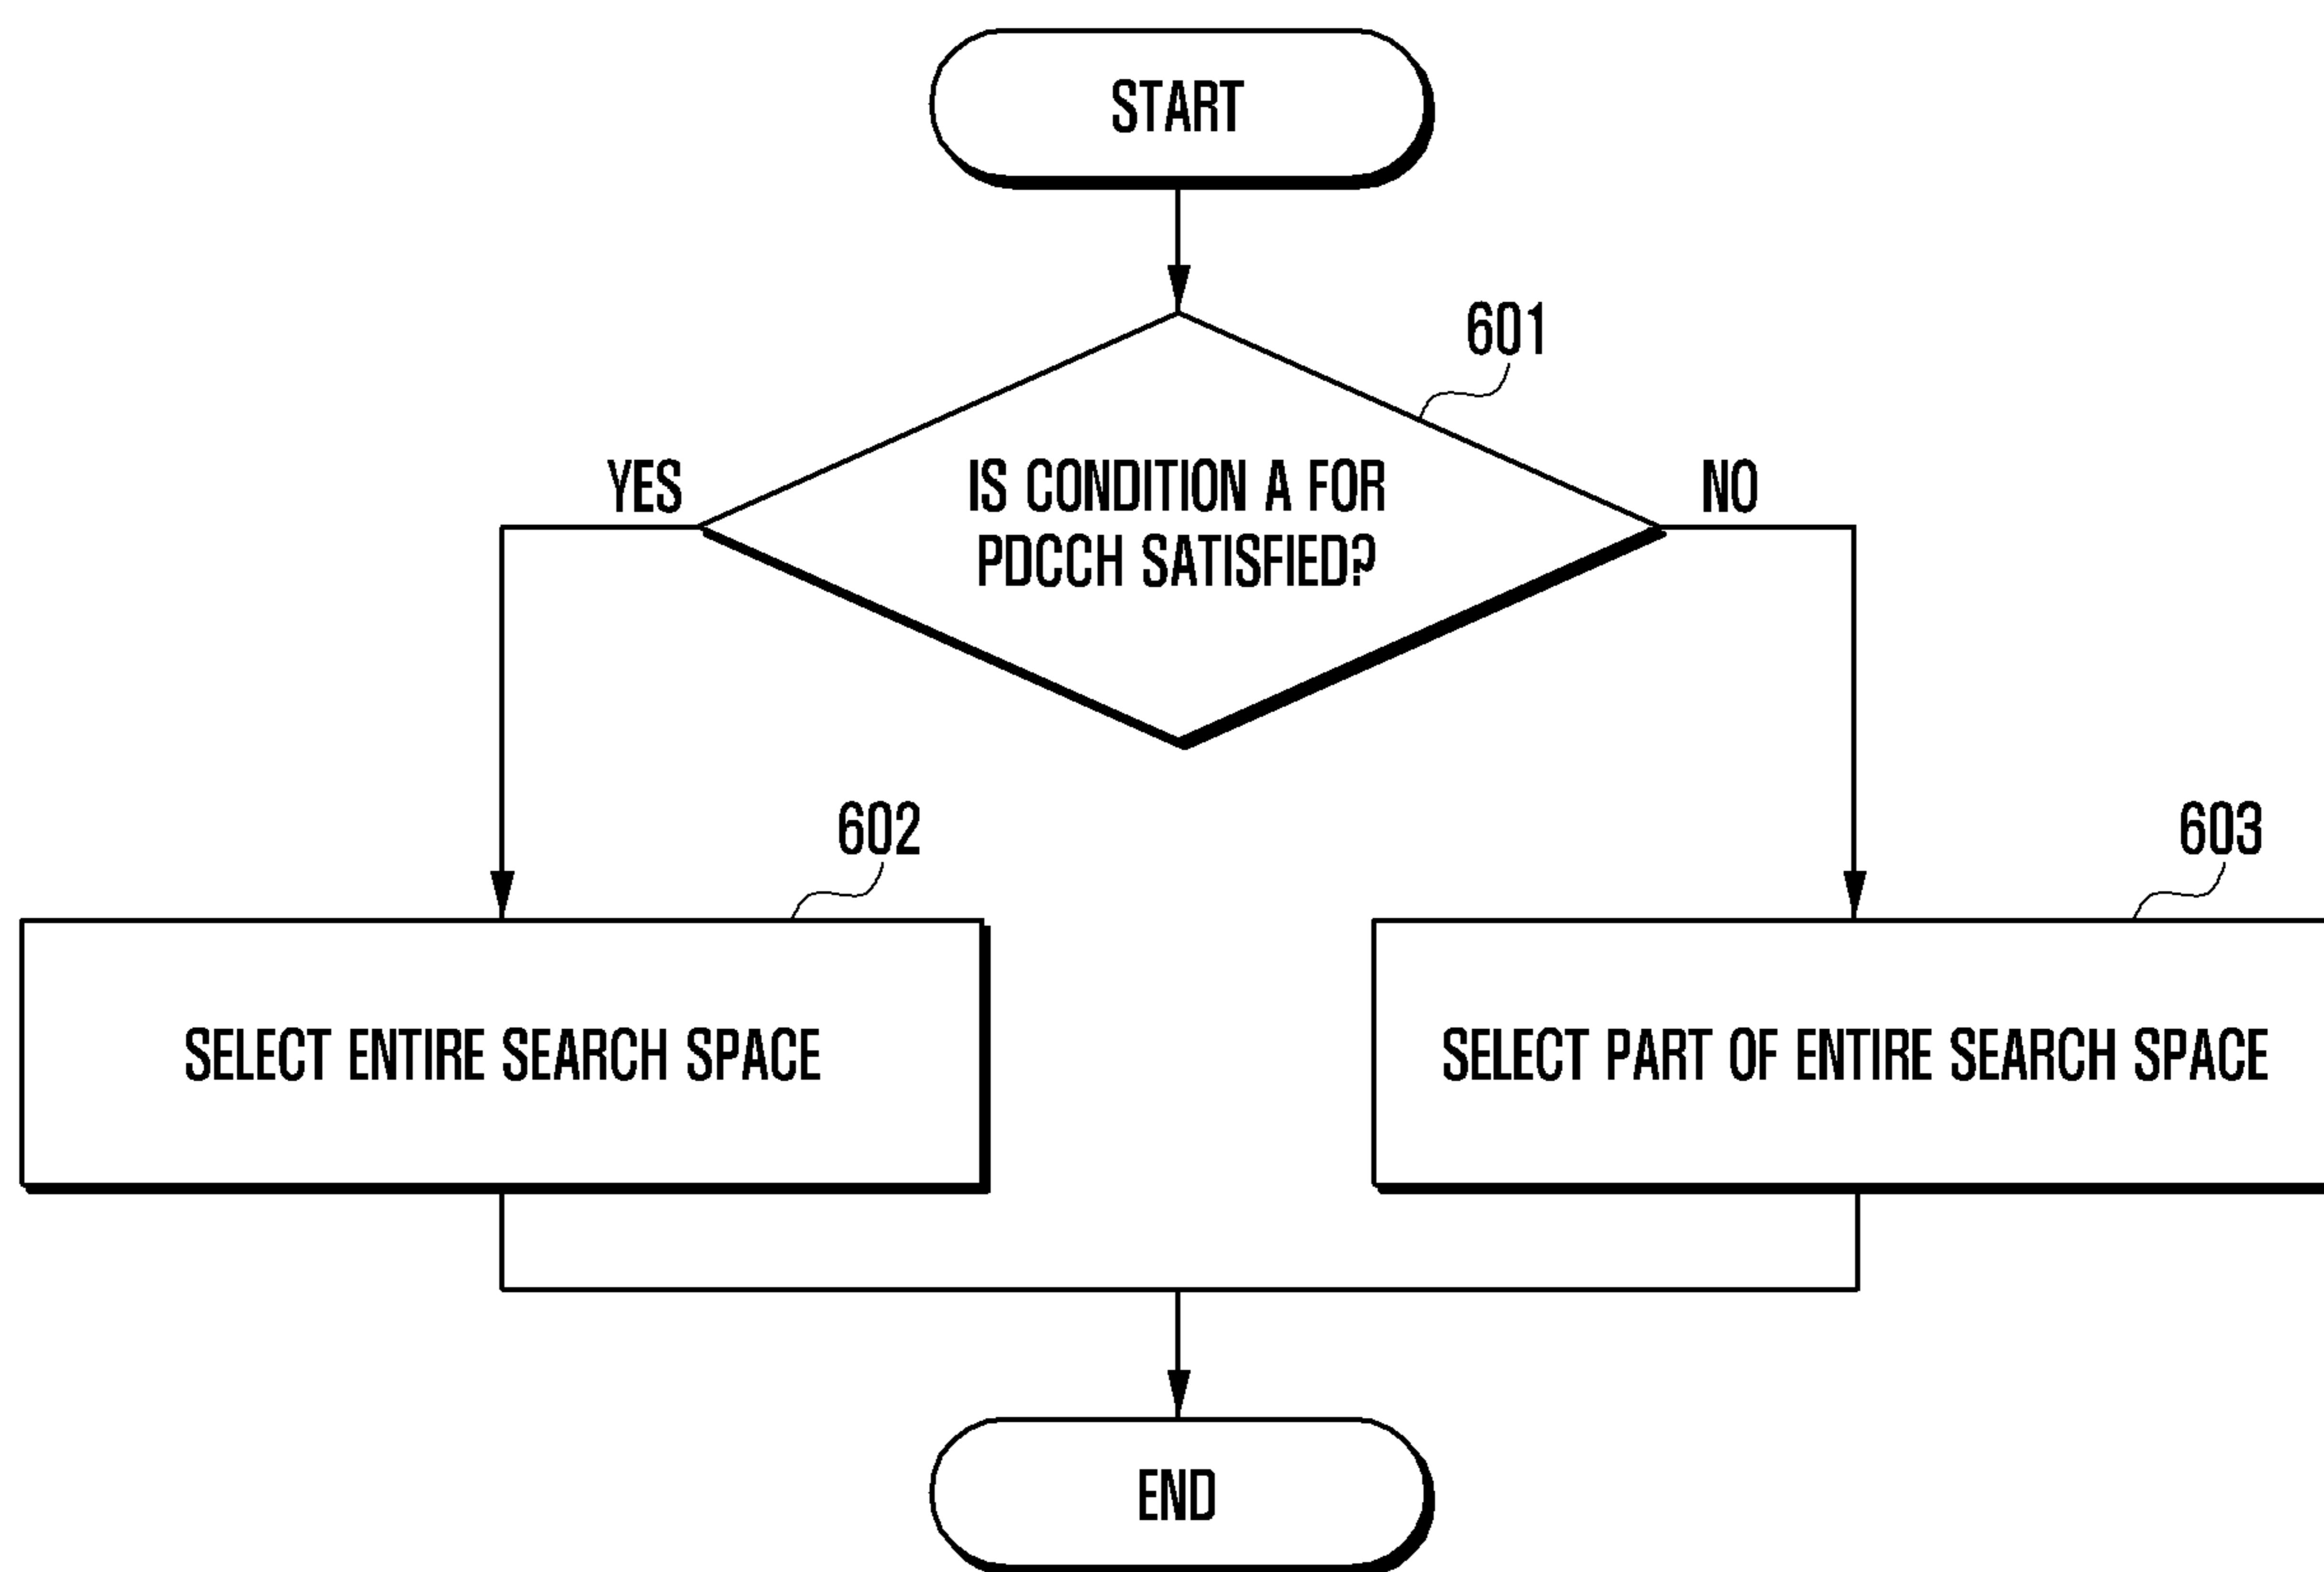 START
601
YES
IS CONDITION A FOR
PDCCH SATISFIED?
NO
602
603
SELECT ENTIRE SEARCH SPACE
SELECT PART OF ENTIRE SEARCH SPACE
END